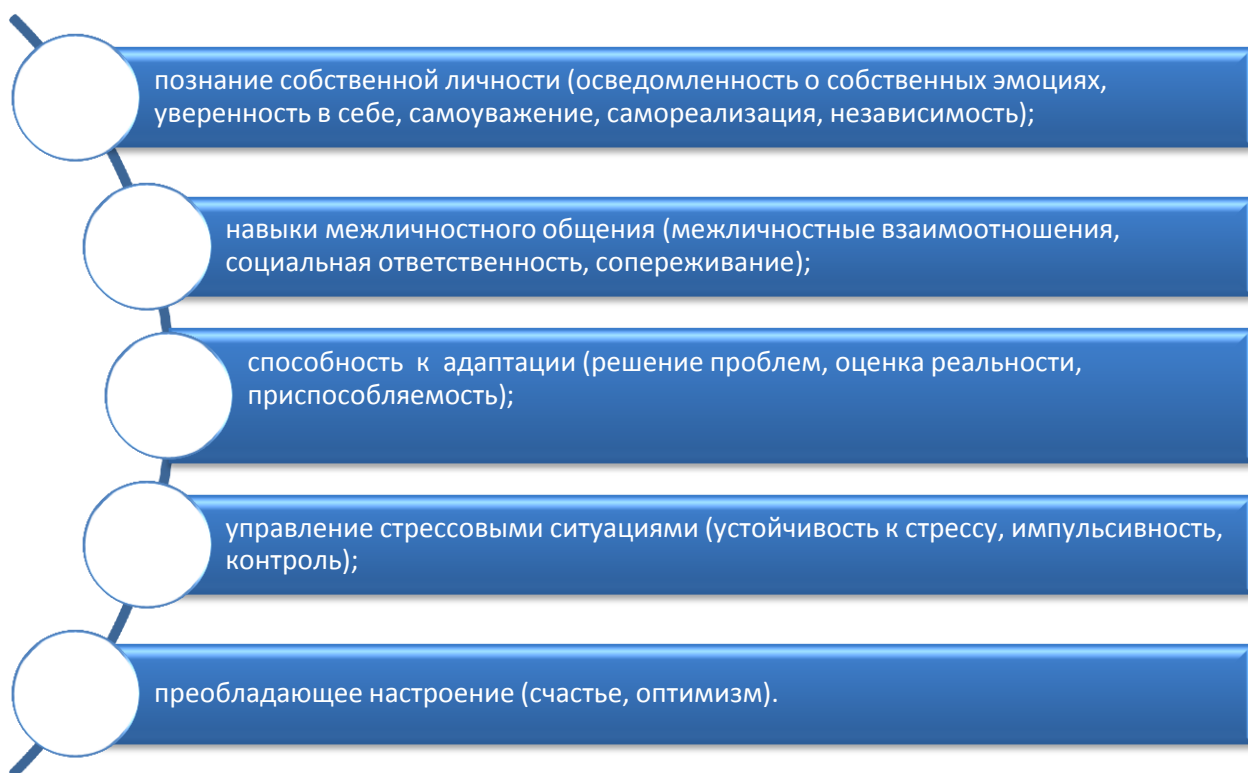 познание собственной личности (осведомленность о собственных эмоциях,
уверенность в себе, самоуважение, самореализация, независимость);
навыки межличностного общения (межличностные взаимоотношения,
социальная ответственность, сопереживание);
способность к адаптации (решение проблем, оценка реальности,
приспособляемость);
управление стрессовыми ситуациями (устойчивость к стрессу, импульсивность,
контроль);
преобладающее настроение (счастье, оптимизм).